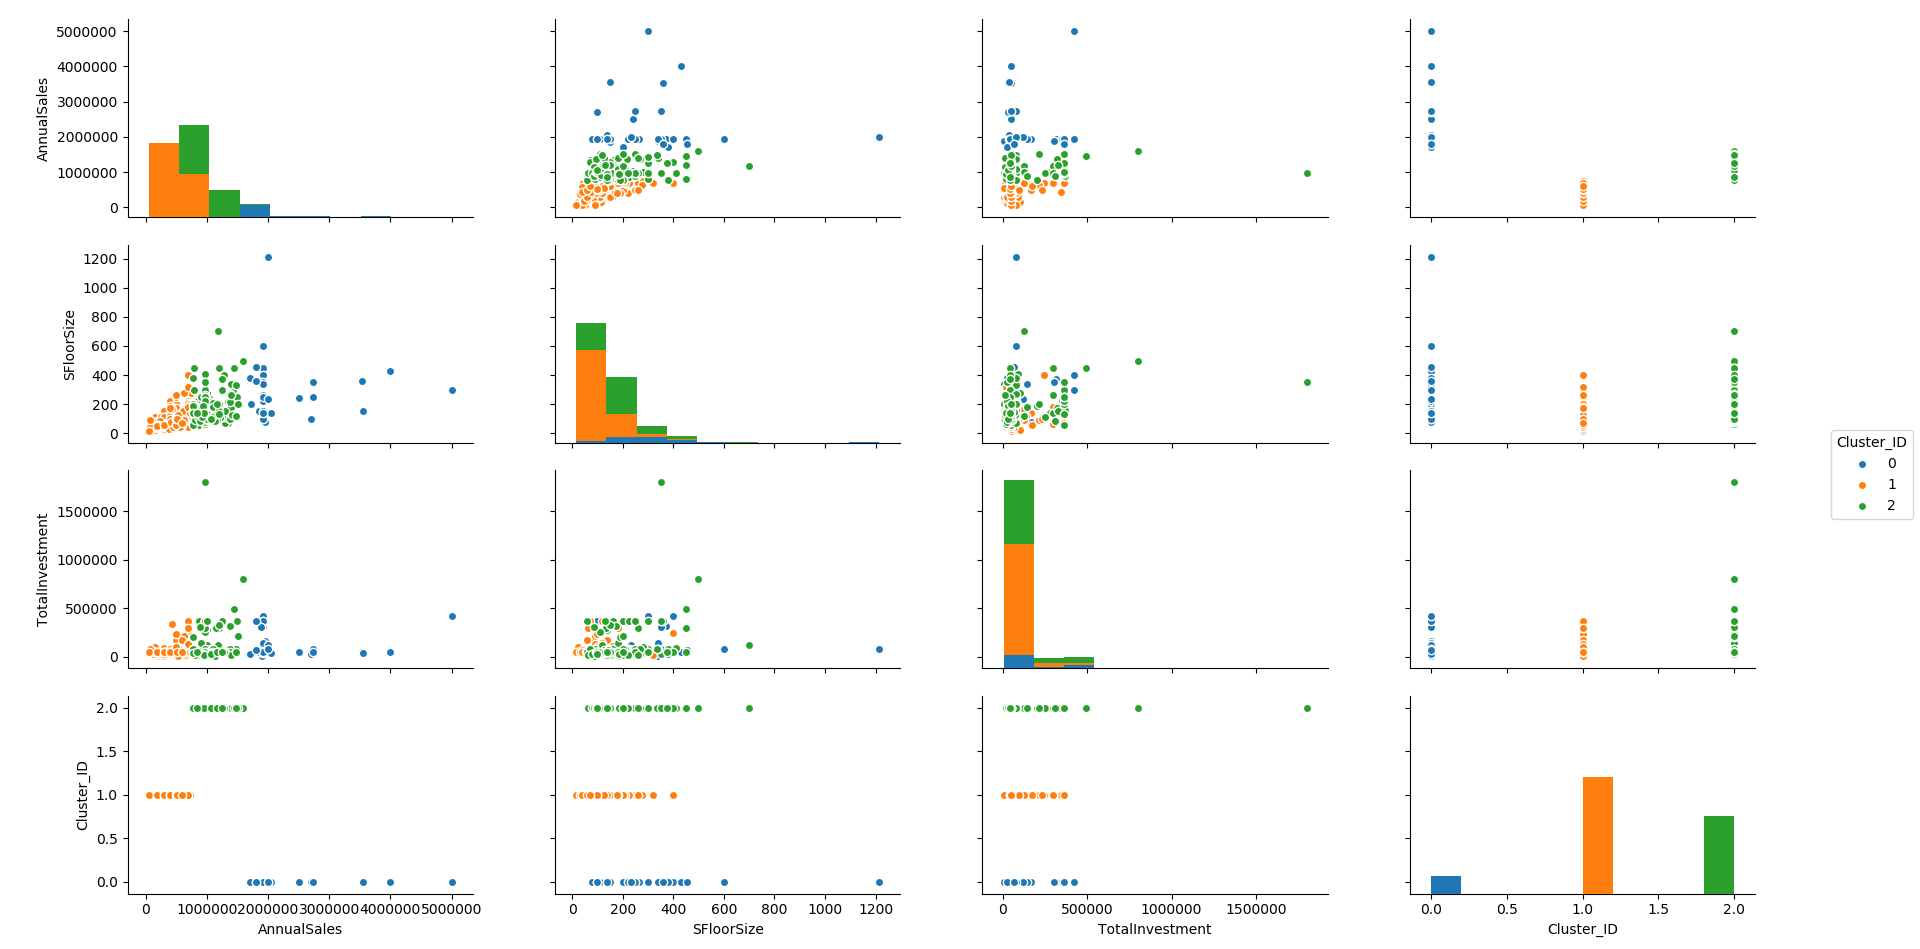 5000000
4000000
3000000
2000000
1000000
0
AnnualSales
1200
1000
800
600
400
200
0
SFloorSize
1500000
1000000
500000
0
TotalInvestment
2.0
1.5
1.0
0.5
0.0
Cluster_ID
0 1000000 2000000 3000000 4000000 5000000
AnnualSales
0 200 400 600 800 1000 1200
SFloorSize
0 500000 1000000 1500000
TotalInvestment
0.0 0.5 1.0 1.5 2.0
Cluster_ID
Cluster_ID
0
1
2